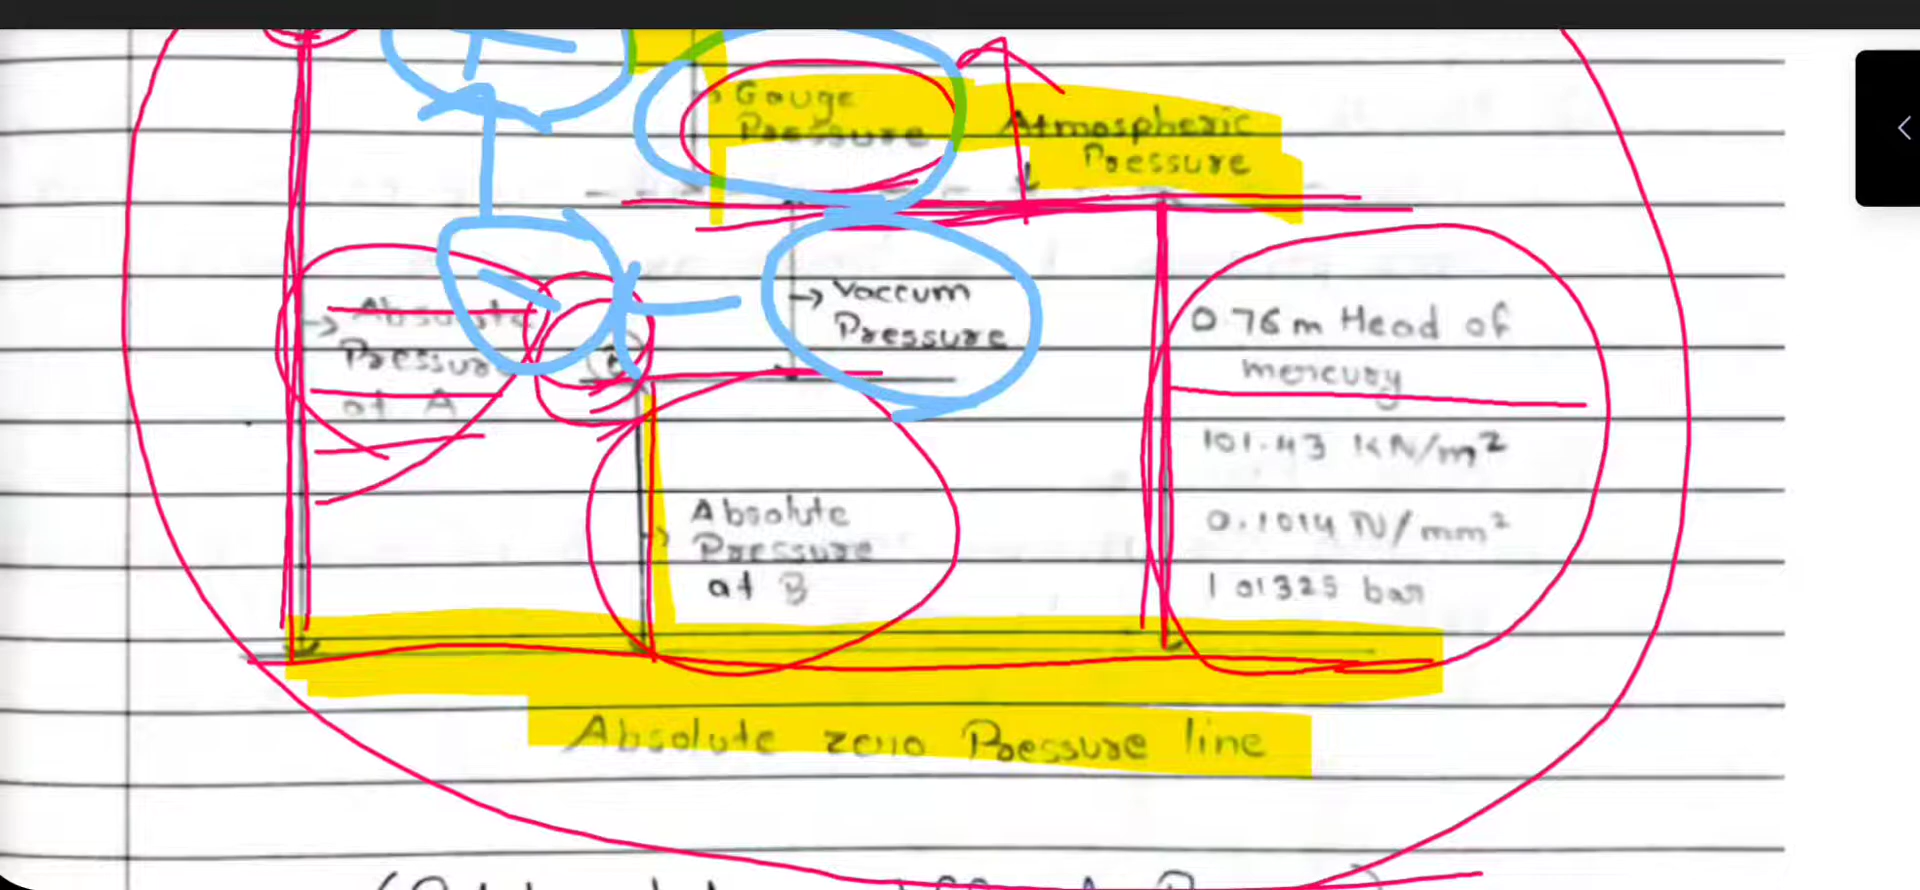 Gauge
Pressure
Atmospheric
Pressure
Vaccum
Pressure
Absolute
Pressure
at A
0.76 m Head of
mercury
101.43 KN/m²
0.1014 N/mm²
1 01325 bar
Absolute
Pressure
at B
Absolute zero Pressure line